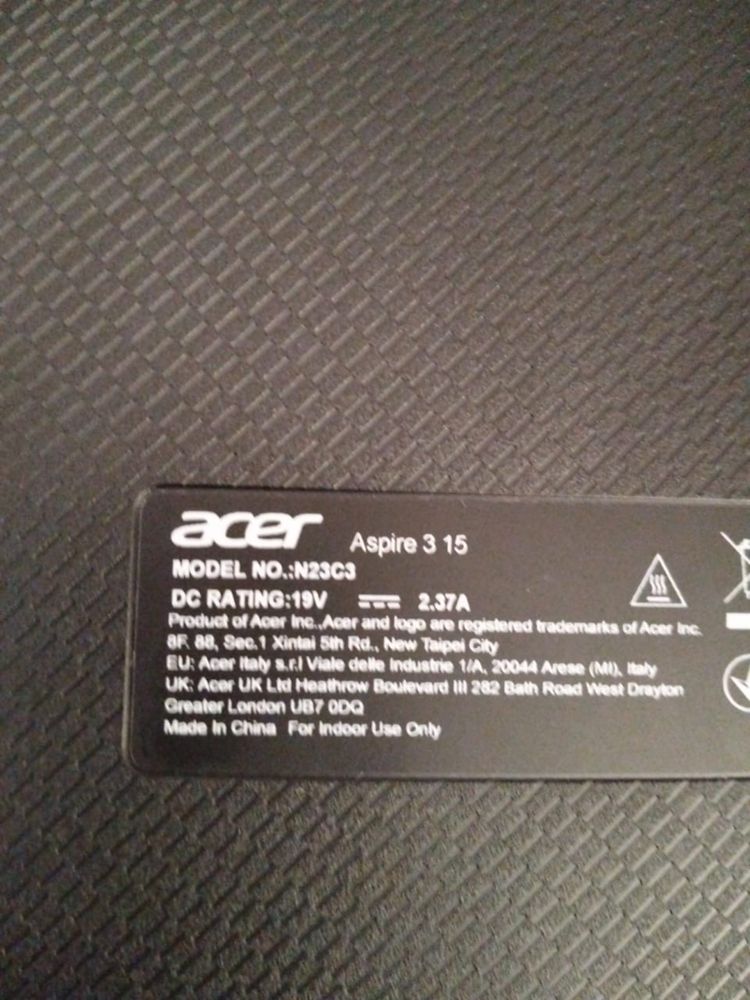 acer Aspire 3 15
MODEL NO.:N23C3
DC RATING:19V ⎓ 2.37A
Product of Acer Inc.,Acer and logo are registered trademarks of Acer Inc.
8F. 88, Sec.1 Xintai 5th Rd., New Taipei City
EU: Acer Italy s.r.l Viale delle Industrie 1/A, 20044 Arese (MI), Italy
UK: Acer UK Ltd Heathrow Boulevard III 282 Bath Road West Drayton
Greater London UB7 0DQ
Made In China For Indoor Use Only